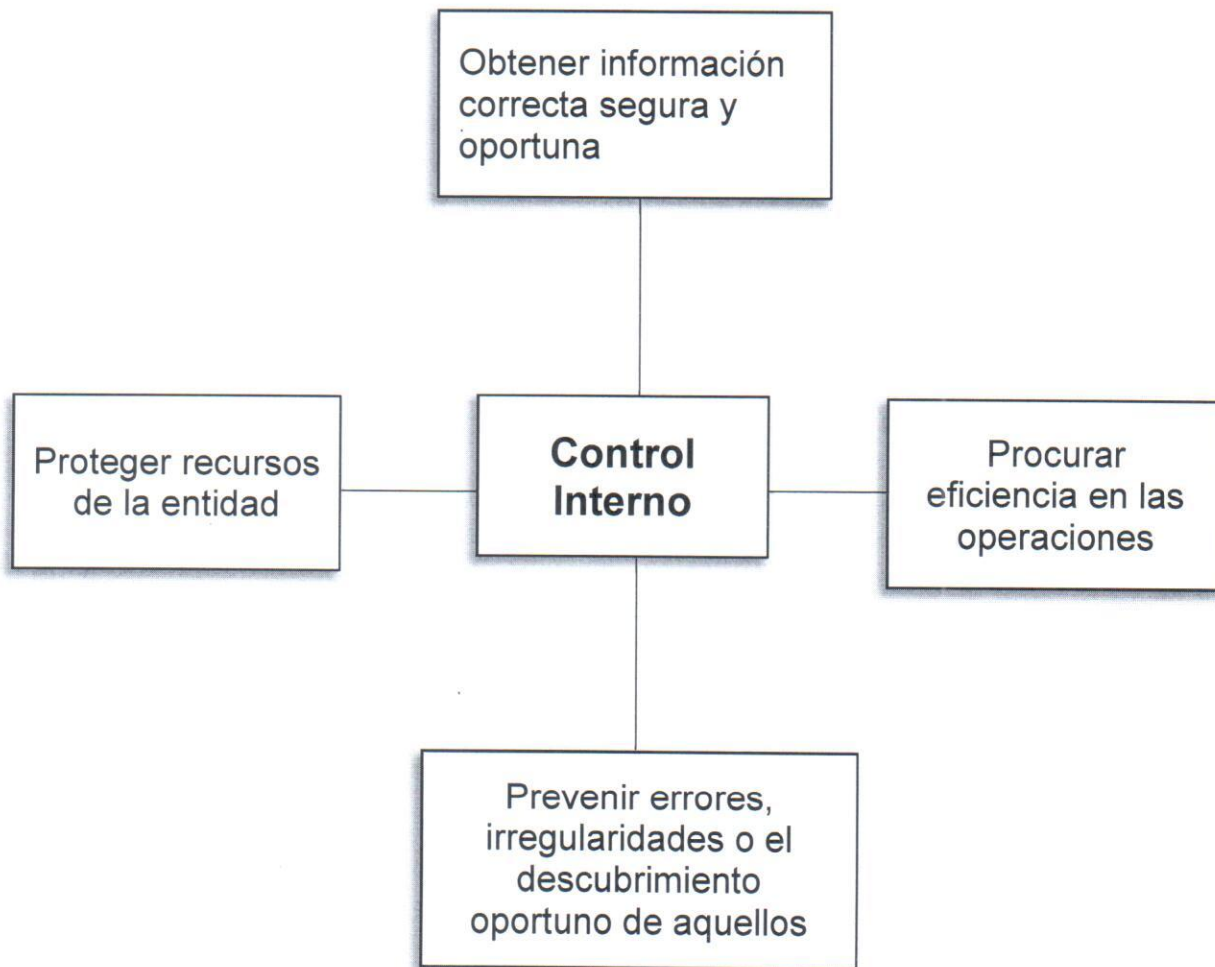 Obtener información
correcta segura y
oportuna
Proteger recursos
de la entidad
Control
Interno
Procurar
eficiencia en las
operaciones
Prevenir errores,
irregularidades o el
descubrimiento
oportuno de aquellos